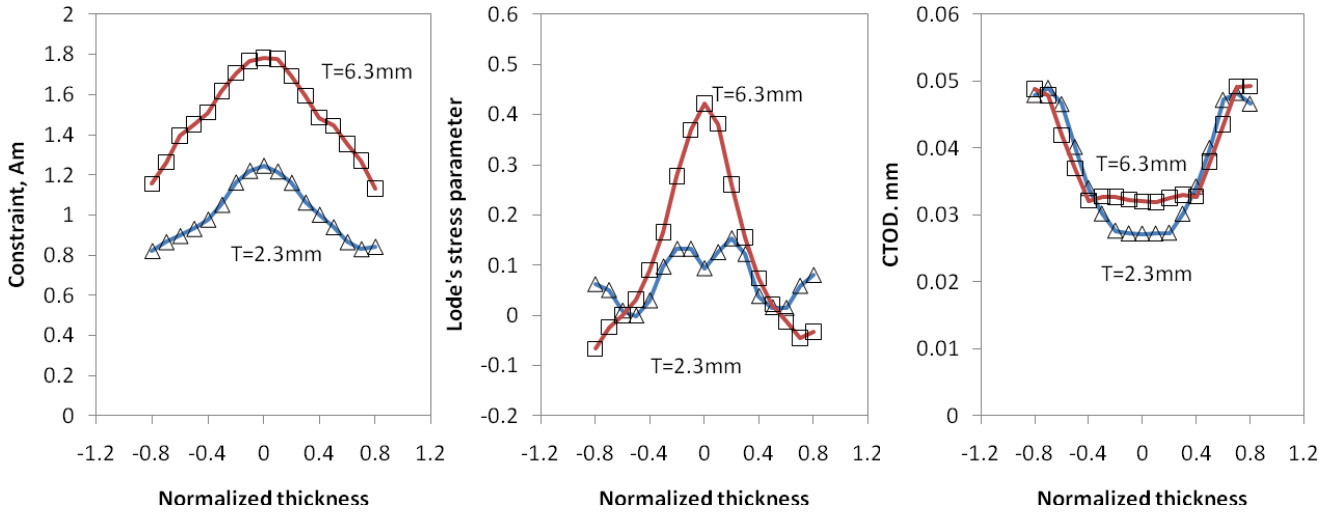 Constraint, Am
2
1.8
1.6
1.4
1.2
1
0.8
0.6
0.4
0.2
0
T=6.3mm
T=2.3mm
-1.2 -0.8 -0.4 0 0.4 0.8 1.2
Normalized thickness
Lode's stress parameter
0.6
0.5
0.4
0.3
0.2
0.1
0
-0.1
-0.2
T=6.3mm
T=2.3mm
-1.2 -0.8 -0.4 0 0.4 0.8 1.2
Normalized thickness
CTOD. mm
0.06
0.05
0.04
0.03
0.02
0.01
0
T=6.3mm
T=2.3mm
-1.2 -0.8 -0.4 0 0.4 0.8 1.2
Normalized thickness